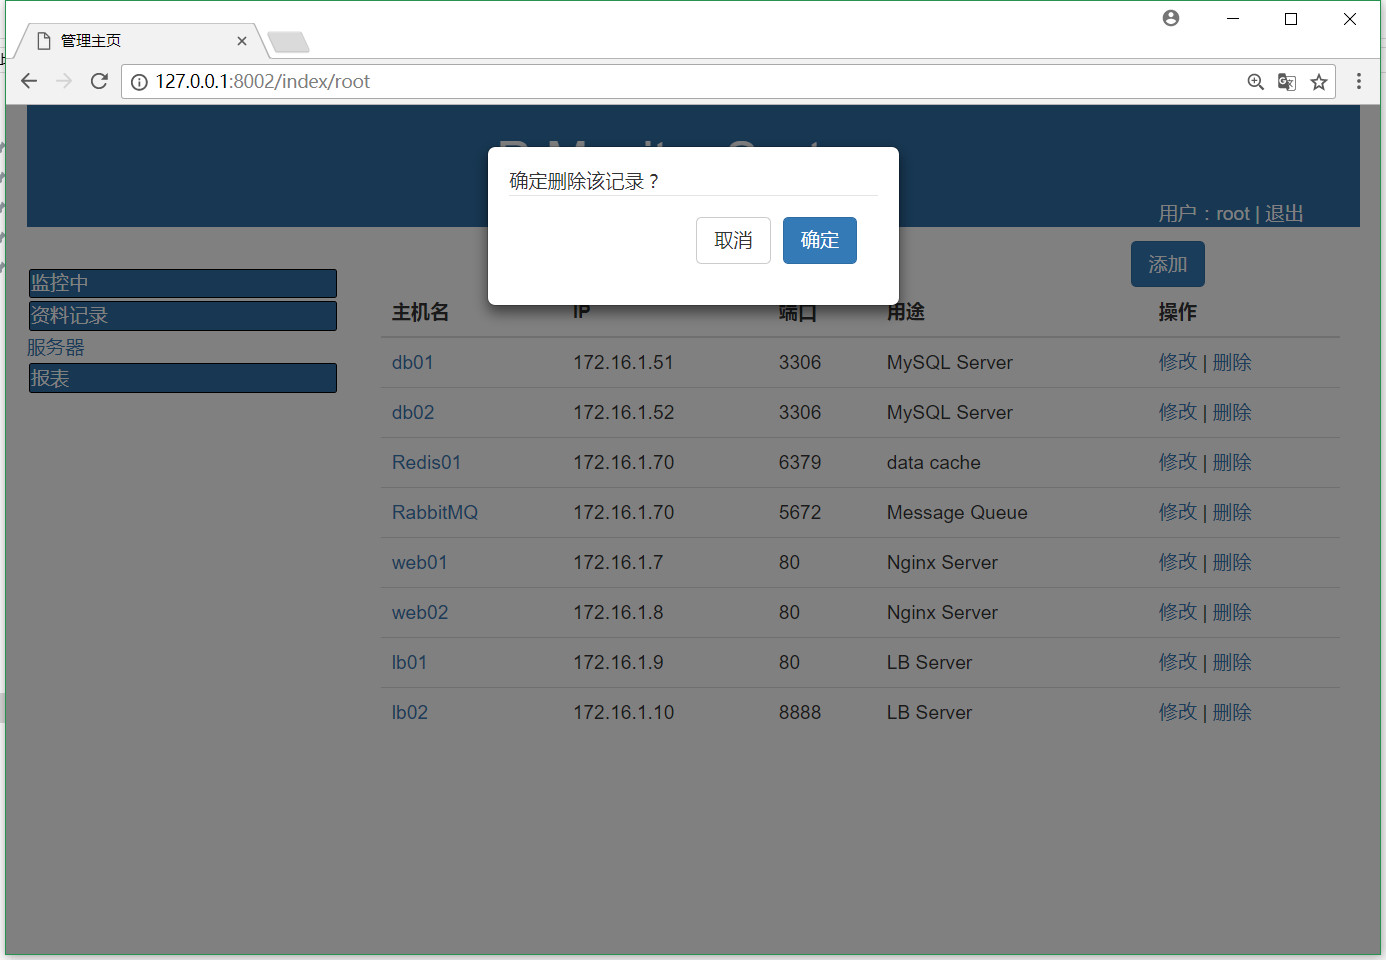 管理主页
127.0.0.1:8002/index/root
确定删除该记录？
取消 确定
用户：root | 退出
添加
监控中
资料记录
服务器
报表
主机名 IP 端口 用途 操作
db01 172.16.1.51 3306 MySQL Server 修改 | 删除
db02 172.16.1.52 3306 MySQL Server 修改 | 删除
Redis01 172.16.1.70 6379 data cache 修改 | 删除
RabbitMQ 172.16.1.70 5672 Message Queue 修改 | 删除
web01 172.16.1.7 80 Nginx Server 修改 | 删除
web02 172.16.1.8 80 Nginx Server 修改 | 删除
lb01 172.16.1.9 80 LB Server 修改 | 删除
lb02 172.16.1.10 8888 LB Server 修改 | 删除